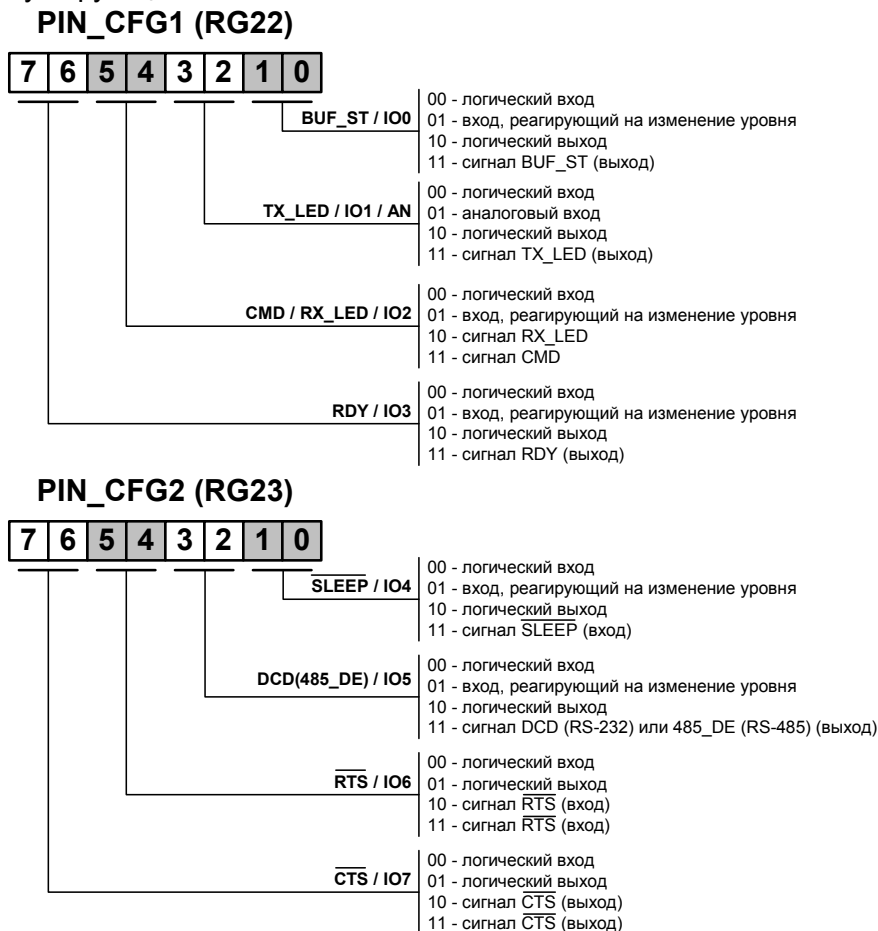 PIN_CFG1 (RG22)
7 6 5 4 3 2 1 0
BUF_ST / IO0
00 - логический вход
01 - вход, реагирующий на изменение уровня
10 - логический выход
11 - сигнал BUF_ST (выход)
TX_LED / IO1 / AN
00 - логический вход
01 - аналоговый вход
10 - логический выход
11 - сигнал TX_LED (выход)
CMD / RX_LED / IO2
00 - логический вход
01 - вход, реагирующий на изменение уровня
10 - сигнал RX_LED
11 - сигнал CMD
RDY / IO3
00 - логический вход
01 - вход, реагирующий на изменение уровня
10 - логический выход
11 - сигнал RDY (выход)
PIN_CFG2 (RG23)
7 6 5 4 3 2 1 0
SLEEP / IO4
00 - логический вход
01 - вход, реагирующий на изменение уровня
10 - логический выход
11 - сигнал SLEEP (вход)
DCD(485_DE) / IO5
00 - логический вход
01 - вход, реагирующий на изменение уровня
10 - логический выход
11 - сигнал DCD (RS-232) или 485_DE (RS-485) (выход)
RTS / IO6
00 - логический вход
01 - логический выход
10 - сигнал RTS (вход)
11 - сигнал RTS (вход)
CTS / IO7
00 - логический вход
01 - логический выход
10 - сигнал CTS (выход)
11 - сигнал CTS (выход)